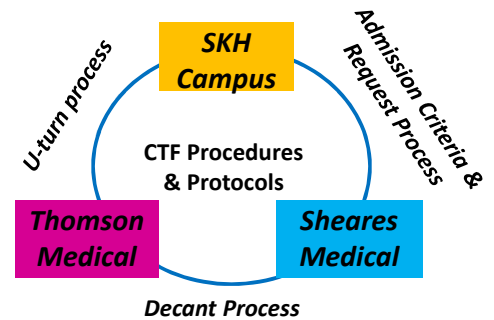 SKH
Campus
U-turn process
Admission Criteria &
Request Process
CTF Procedures
& Protocols
Thomson
Medical
Sheares
Medical
Decant Process